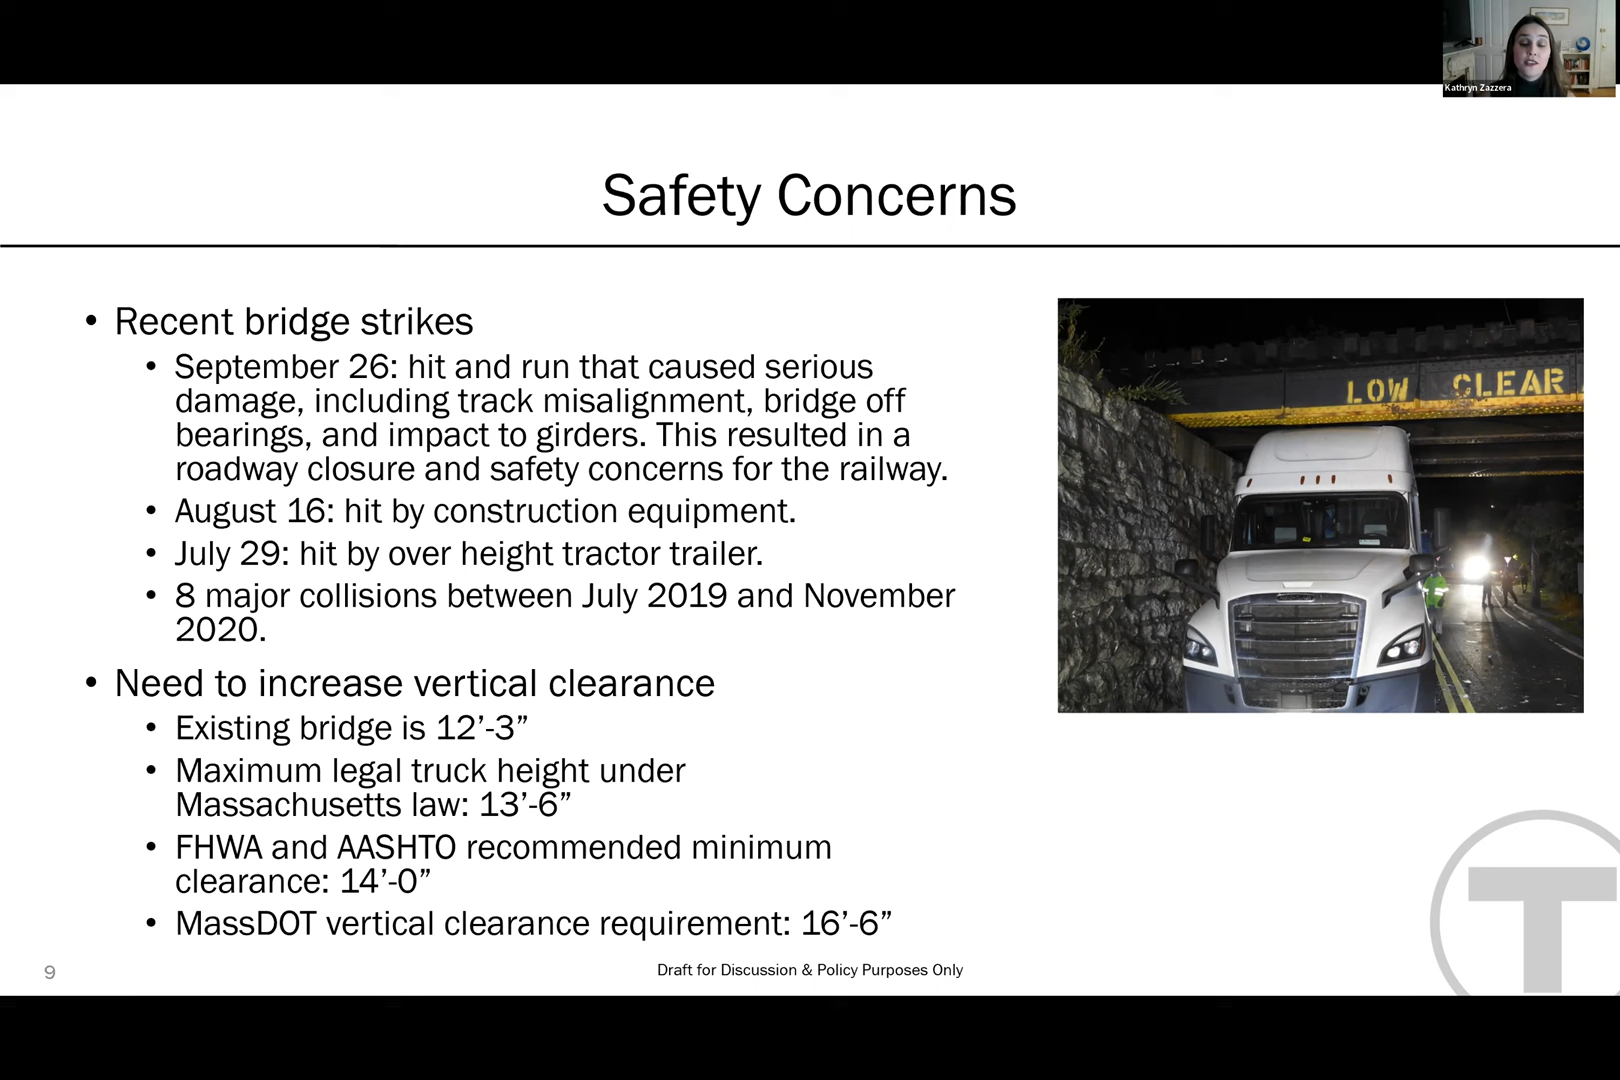 Kathryn Zazzera
Safety Concerns
• Recent bridge strikes
• September 26: hit and run that caused serious
damage, including track misalignment, bridge off
bearings, and impact to girders. This resulted in a
roadway closure and safety concerns for the railway.
• August 16: hit by construction equipment.
• July 29: hit by over height tractor trailer.
• 8 major collisions between July 2019 and November
2020.
• Need to increase vertical clearance
• Existing bridge is 12’-3”
• Maximum legal truck height under
Massachusetts law: 13’-6”
• FHWA and AASHTO recommended minimum
clearance: 14’-0”
• MassDOT vertical clearance requirement: 16’-6”
LOW CLEAR
T
9
Draft for Discussion & Policy Purposes Only